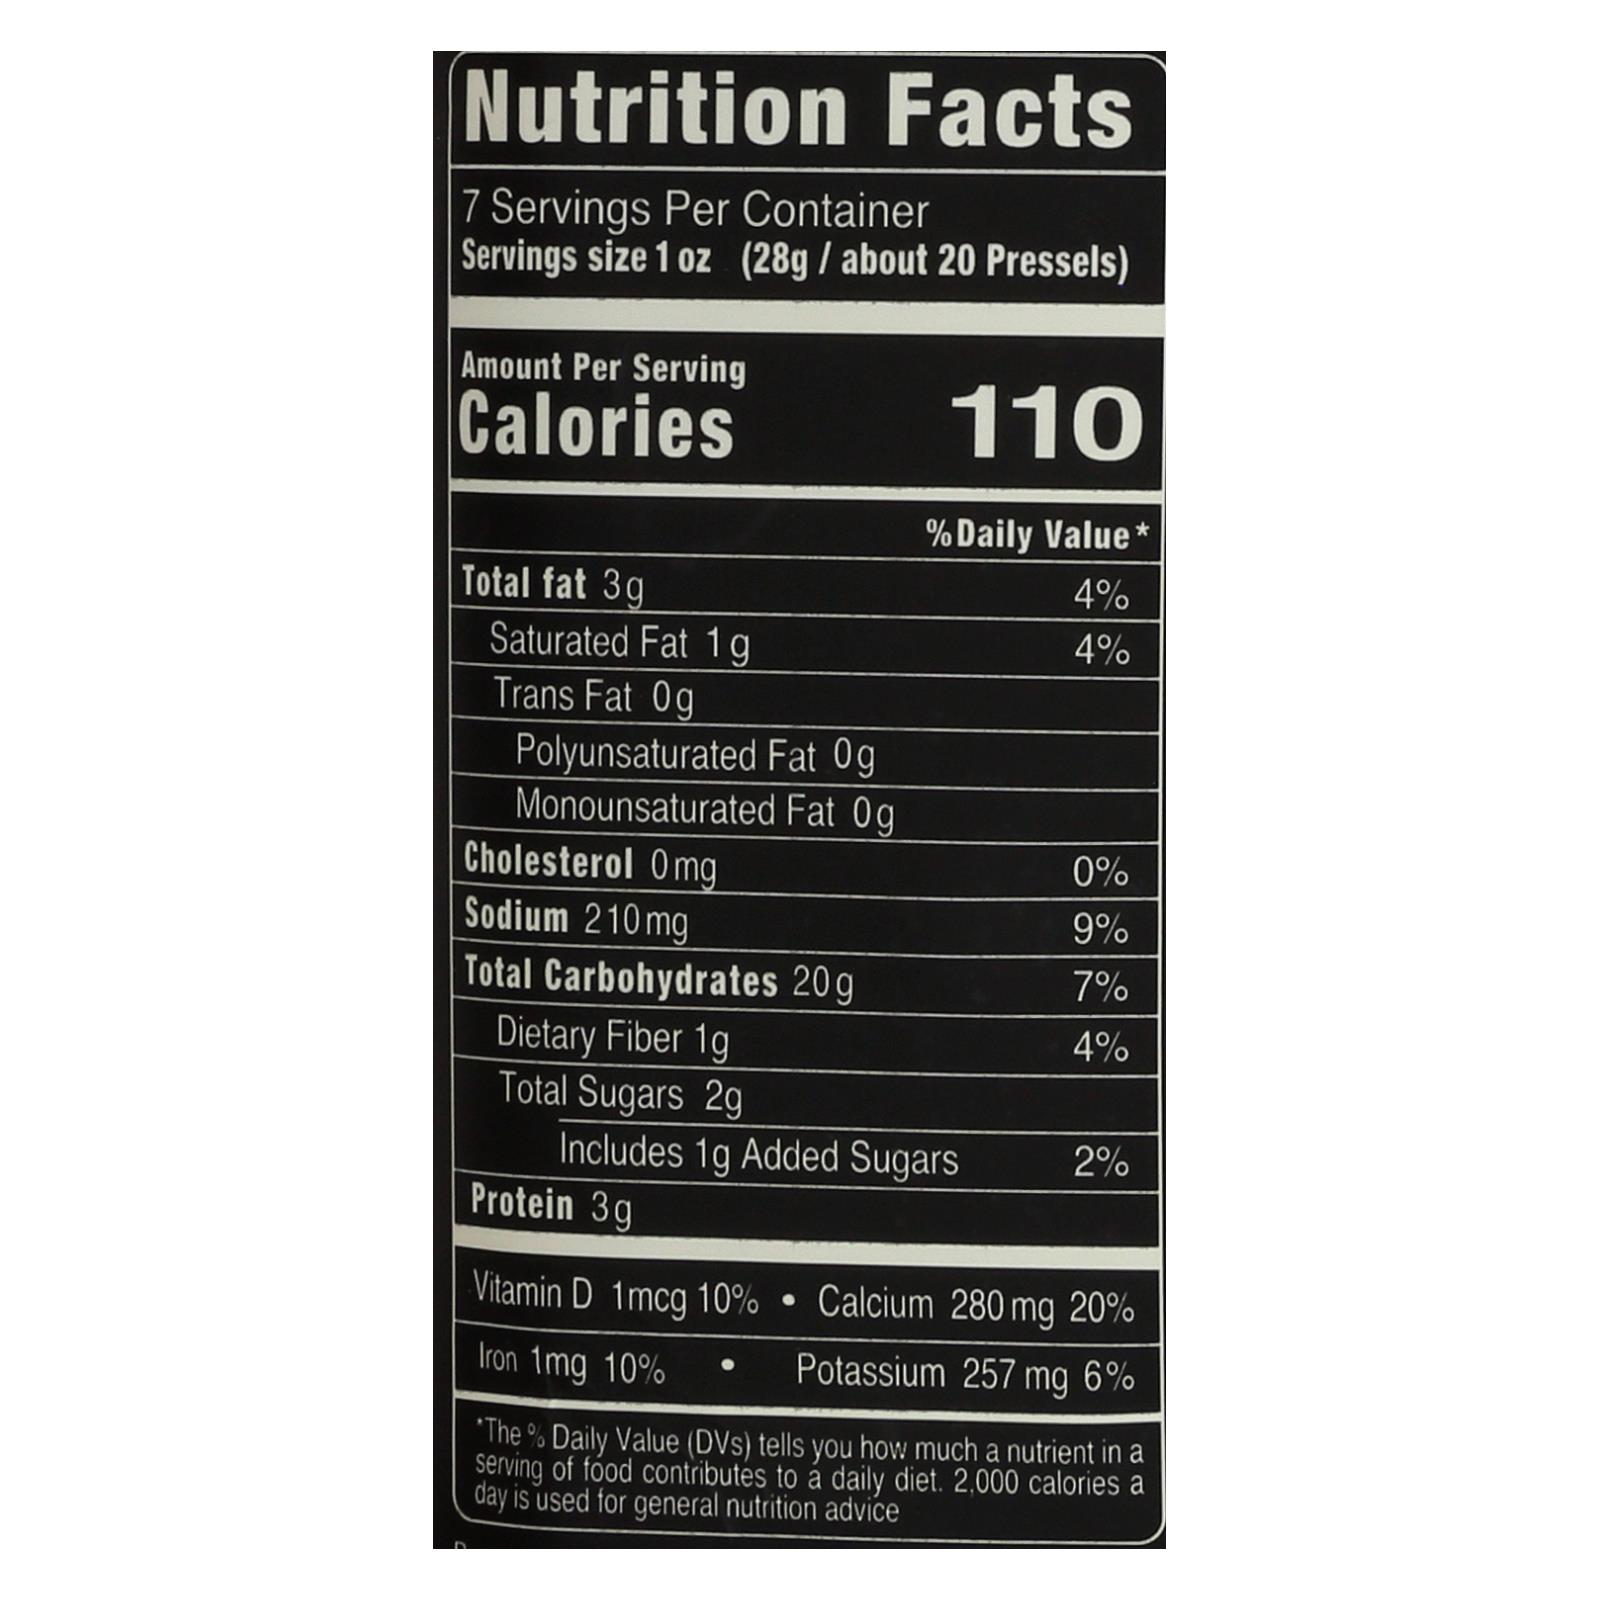 Nutrition Facts
7 Servings Per Container
Servings size 1 oz (28g / about 20 Pressels)
Amount Per Serving
Calories 110
% Daily Value*
Total fat 3g 4%
Saturated Fat 1g 4%
Trans Fat 0g
Polyunsaturated Fat 0g
Monounsaturated Fat 0g
Cholesterol 0mg 0%
Sodium 210mg 9%
Total Carbohydrates 20g 7%
Dietary Fiber 1g 4%
Total Sugars 2g
Includes 1g Added Sugars 2%
Protein 3g
Vitamin D 1mcg 10% • Calcium 280mg 20%
Iron 1mg 10% • Potassium 257mg 6%
*The % Daily Value (DVs) tells you how much a nutrient in a
serving of food contributes to a daily diet. 2,000 calories a
day is used for general nutrition advice